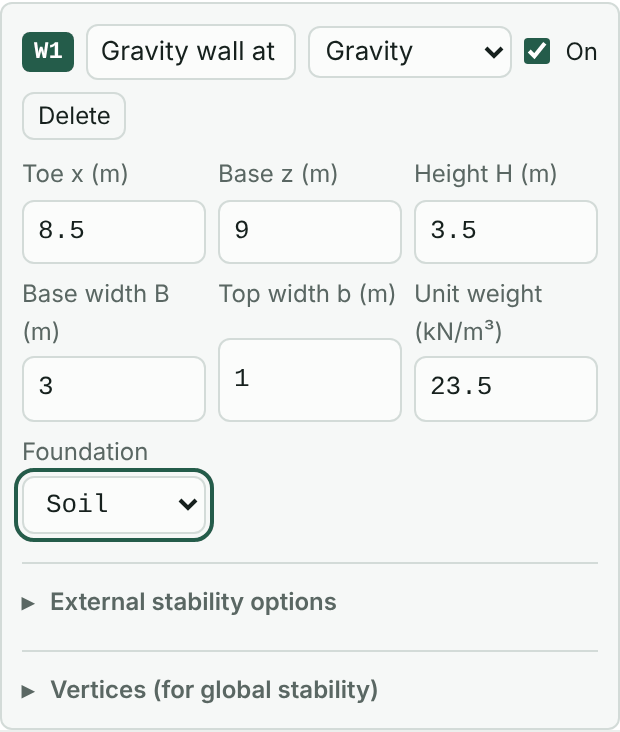 W1 Gravity wall at Gravity On
Delete
Toe x (m) Base z (m) Height H (m)
8.5 9 3.5
Base width B (m) Top width b (m) Unit weight (kN/m³)
3 1 23.5
Foundation
Soil
External stability options
Vertices (for global stability)